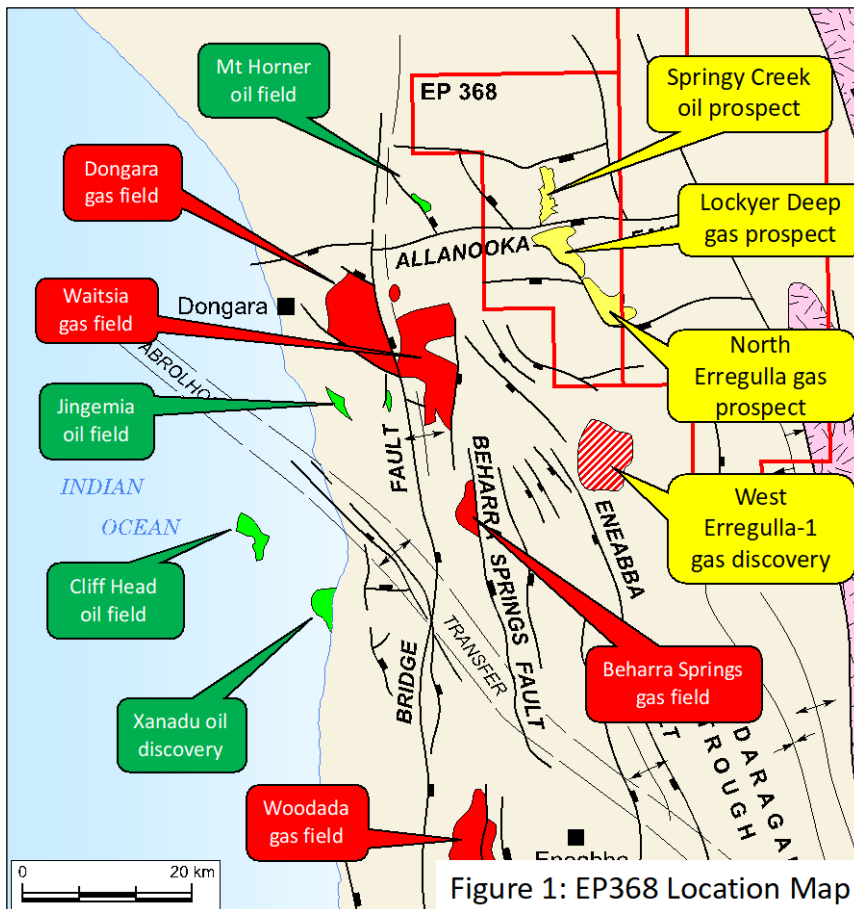 Mt Horner
oil field
EP 368
Springy Creek
oil prospect
Dongara
gas field
Lockyer Deep
gas prospect
ALLANOOKA
Waitsia
gas field
Dongara
North
Erregulla gas
prospect
Jingemia
oil field
FAULT
BEHARRA SPRINGS FAULT
INDIAN
OCEAN
West
Erregulla-1
gas discovery
ENEABBA
Cliff Head
oil field
TRANSFER
BRIDGE
Beharra Springs
gas field
Xanadu oil
discovery
TROUGH
Woodada
gas field
0
20 km
Figure 1: EP368 Location Map